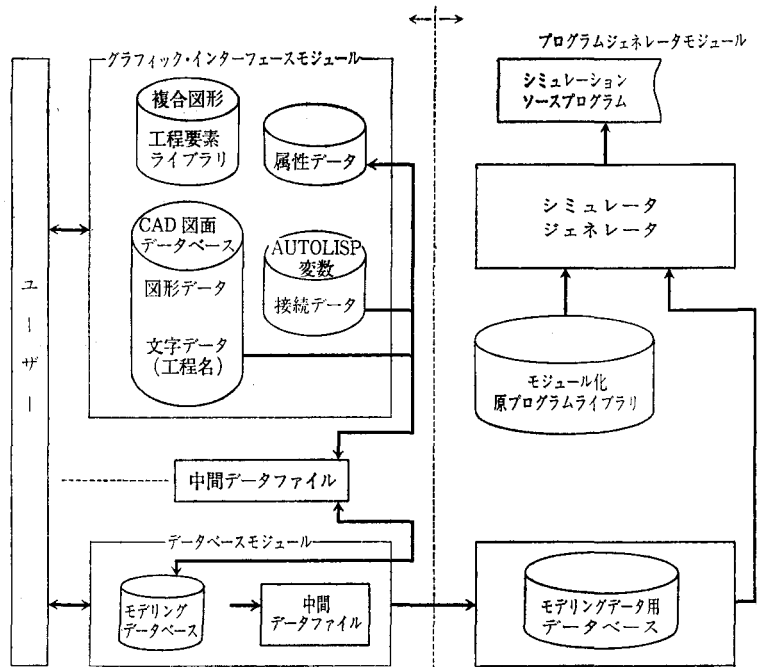 グラフィック・インターフェースモジュール
複合図形
工程要素
ライブラリ
属性データ
CAD 図面
データベース
図形データ
文字データ
(工程名)
AUTOLISP
変数
接続データ
ユーザー
中間データファイル
データベースモジュール
モデリング
データベース
中間
データファイル
プログラムジェネレータモジュール
シミュレーション
ソースプログラム
シミュレータ
ジェネレータ
モジュール化
原プログラムライブラリ
モデリングデータ用
データベース